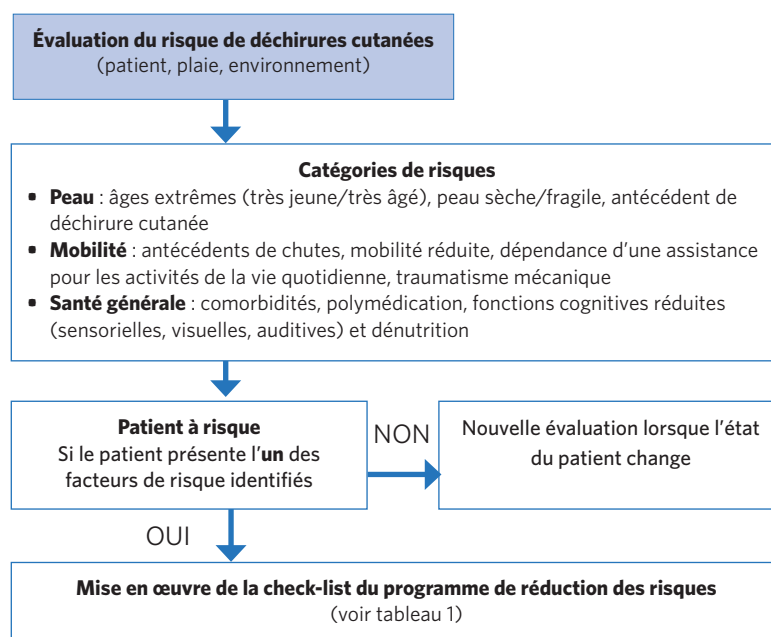 Évaluation du risque de déchirures cutanées
(patient, plaie, environnement)
Catégories de risques
• Peau : âges extrêmes (très jeune/très âgé), peau sèche/fragile, antécédent de
déchirure cutanée
• Mobilité : antécédents de chutes, mobilité réduite, dépendance d'une assistance
pour les activités de la vie quotidienne, traumatisme mécanique
• Santé générale : comorbidités, polymédication, fonctions cognitives réduites
(sensorielles, visuelles, auditives) et dénutrition
Patient à risque
Si le patient présente l'un des
facteurs de risque identifiés
NON
Nouvelle évaluation lorsque l'état
du patient change
OUI
Mise en œuvre de la check-list du programme de réduction des risques
(voir tableau 1)